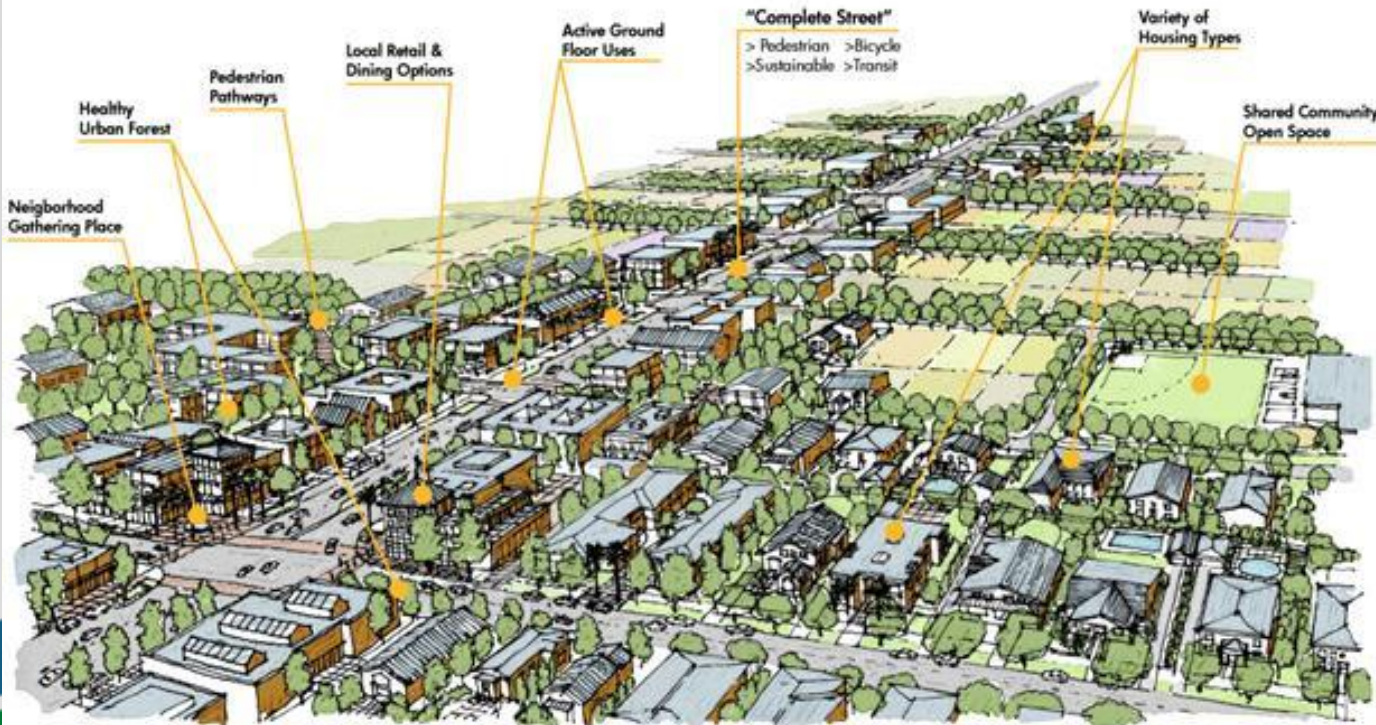 "Complete Street"
> Pedestrian >Bicycle
>Sustainable >Transit
Variety of
Housing Types
Active Ground
Floor Uses
Local Retail &
Dining Options
Pedestrian
Pathways
Healthy
Urban Forest
Shared Community
Open Space
Neigborhood
Gathering Place